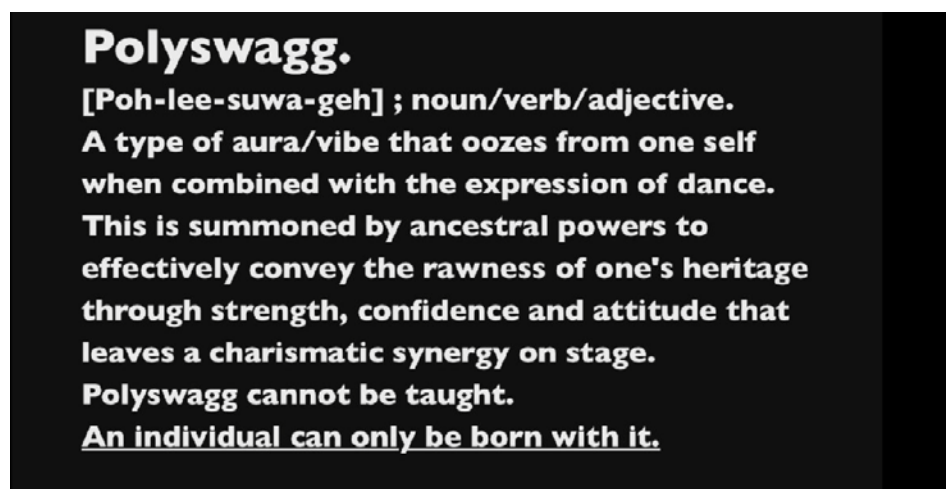 Polyswagg.
[Poh-lee-suwa-geh] ; noun/verb/adjective.
A type of aura/vibe that oozes from one self
when combined with the expression of dance.
This is summoned by ancestral powers to
effectively convey the rawness of one's heritage
through strength, confidence and attitude that
leaves a charismatic synergy on stage.
Polyswagg cannot be taught.
An individual can only be born with it.